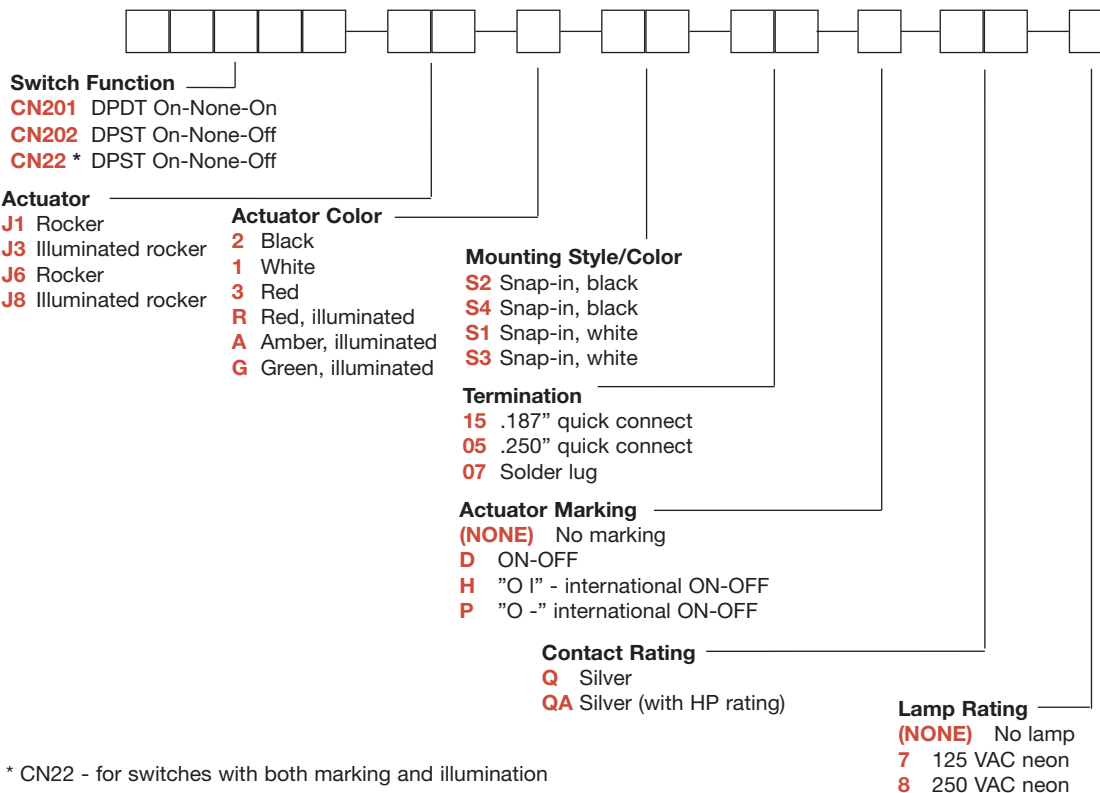 Switch Function
CN201 DPDT On-None-On
CN202 DPST On-None-Off
CN22 * DPST On-None-Off
Actuator
J1 Rocker
J3 Illuminated rocker
J6 Rocker
J8 Illuminated rocker
Actuator Color
2 Black
1 White
3 Red
R Red, illuminated
A Amber, illuminated
G Green, illuminated
Mounting Style/Color
S2 Snap-in, black
S4 Snap-in, black
S1 Snap-in, white
S3 Snap-in, white
Termination
15 .187” quick connect
05 .250” quick connect
07 Solder lug
Actuator Marking
(NONE) No marking
D ON-OFF
H ”O I” - international ON-OFF
P ”O -” international ON-OFF
Contact Rating
Q Silver
QA Silver (with HP rating)
Lamp Rating
(NONE) No lamp
7 125 VAC neon
8 250 VAC neon
* CN22 - for switches with both marking and illumination